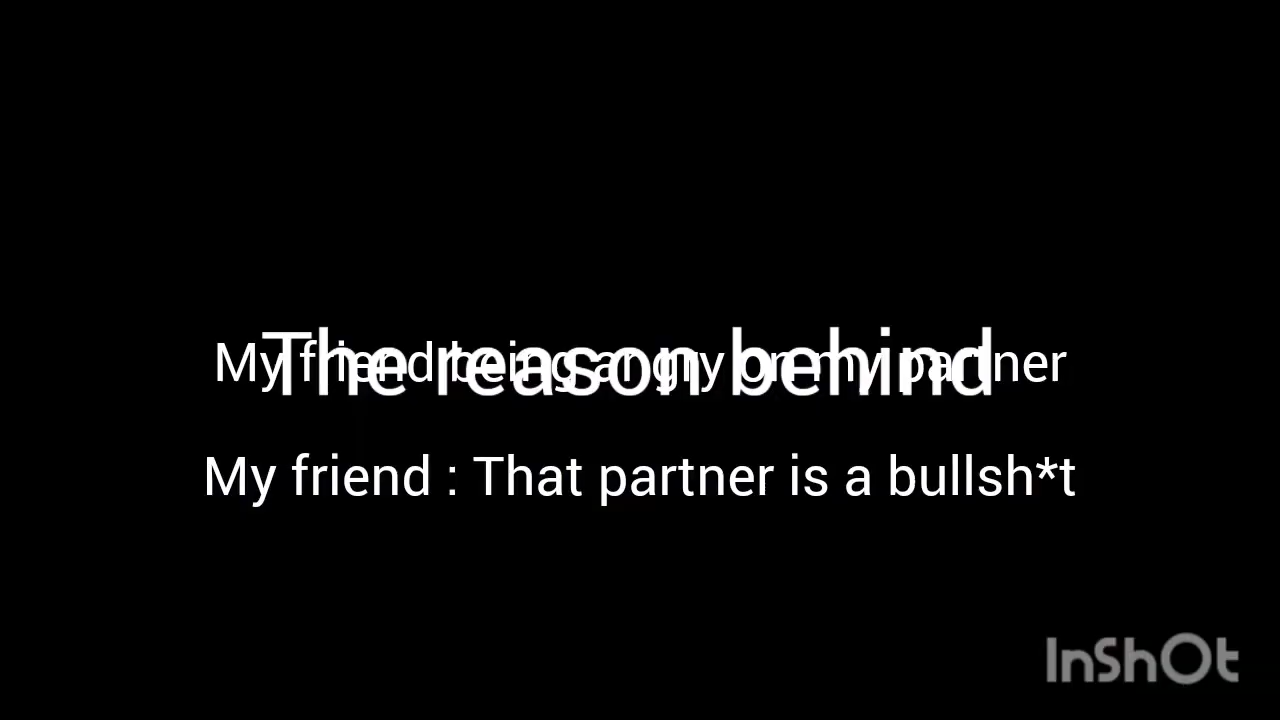 The reason behind
My friend being angry on my partner
My friend : That partner is a bullsh*t
InShOt